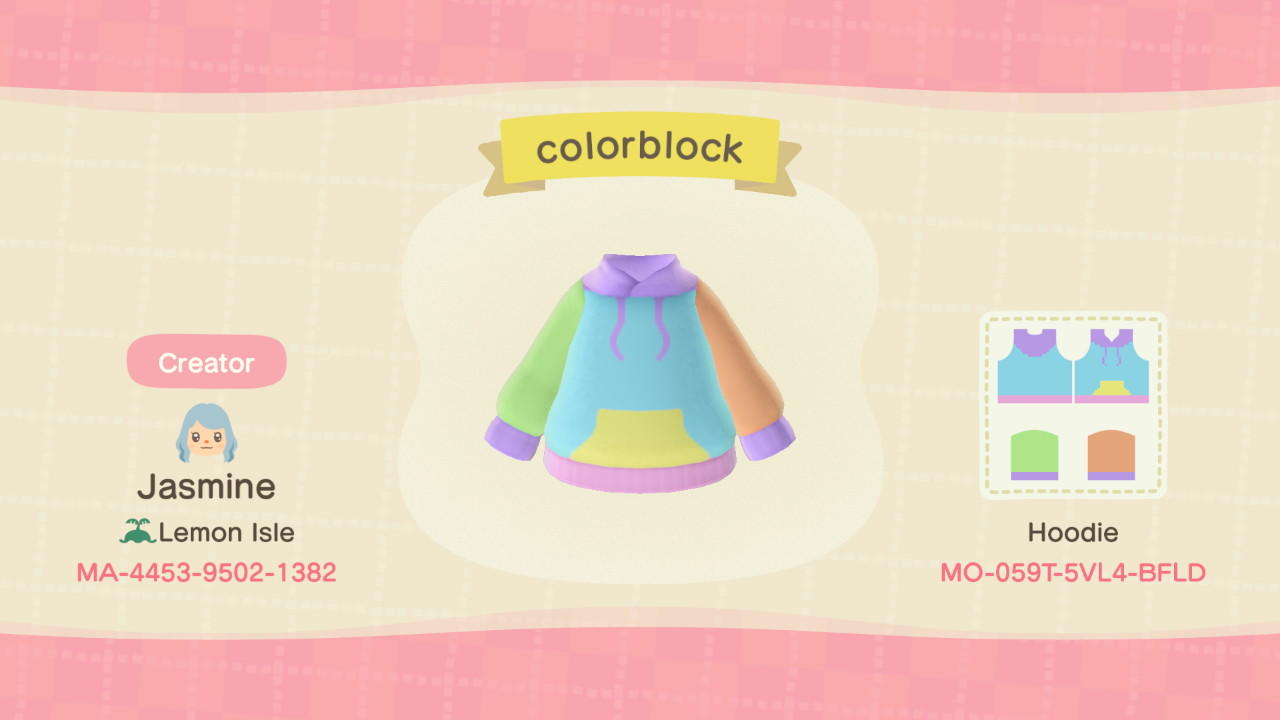 colorblock
Creator
Jasmine
Lemon Isle
MA-4453-9502-1382
Hoodie
MO-059T-5VL4-BFLD